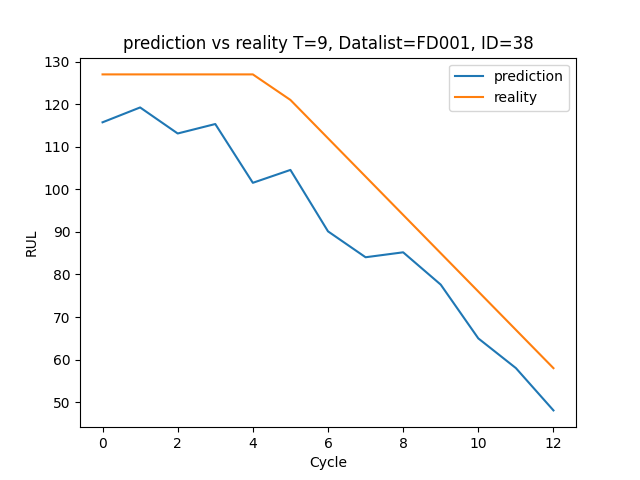 prediction vs reality T=9, Datalist=FD001, ID=38
prediction
reality
130
120
110
100
90
80
70
60
50
RUL
0 2 4 6 8 10 12
Cycle